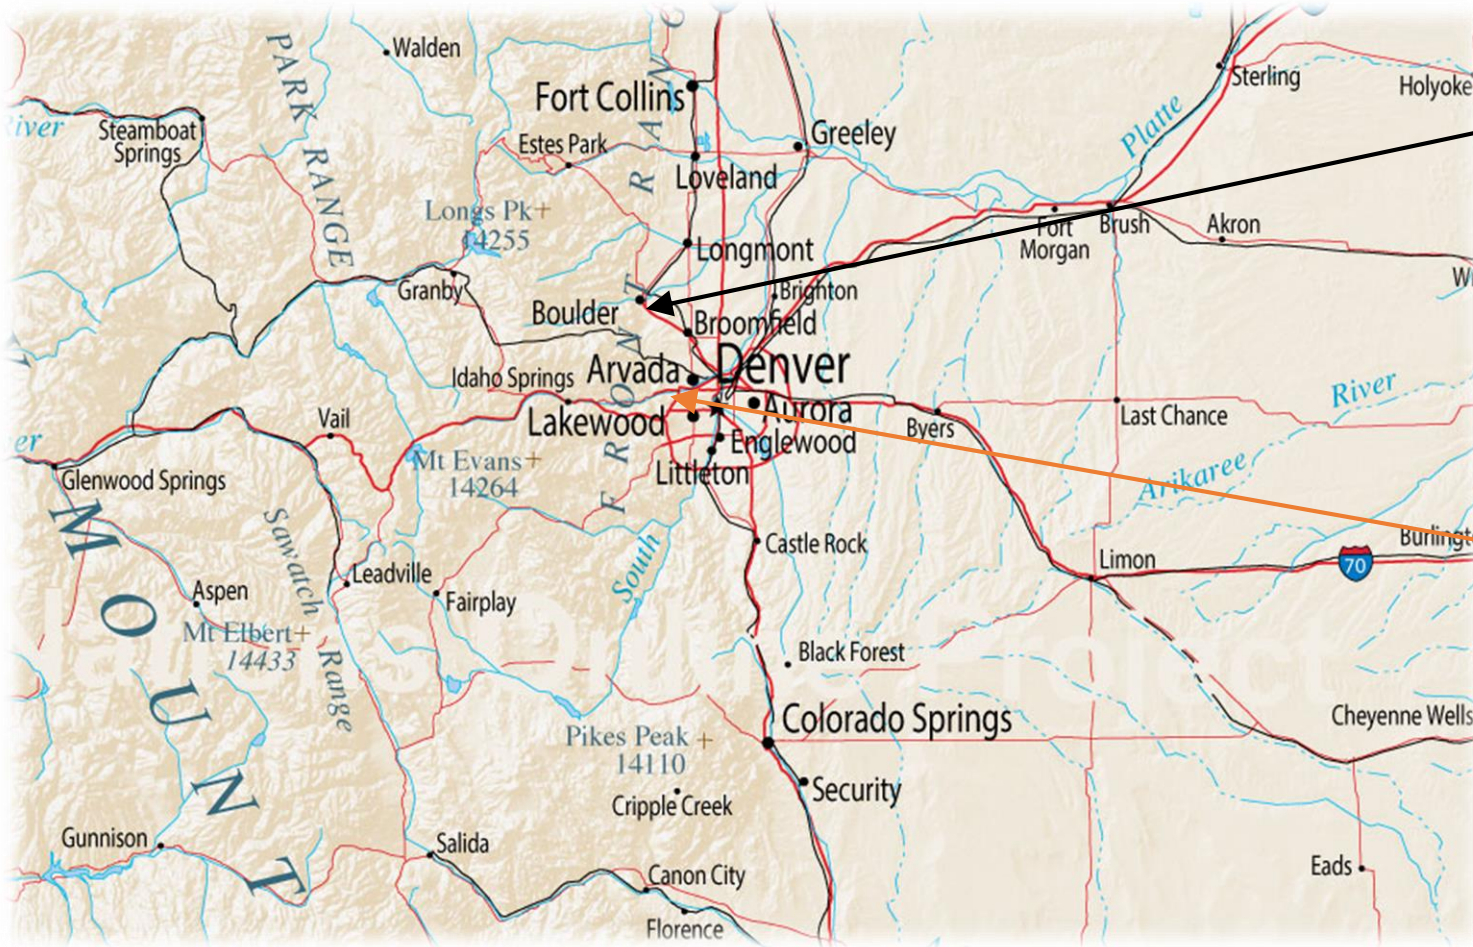 Walden
Sterling
Holyoke
PARK RANGE
Fort Collins
River
Steamboat
Springs
Estes Park
Greeley
Platte
Loveland
Longs Pk
14255
Fort
Morgan
Brush
Akron
Longmont
Granby
Brighton
Boulder
Broomfield
FRONT RANG
Denver
Arvada
Idaho Springs
Lakewood
Aurora
Englewood
Littleton
River
Last Chance
Byers
Vail
Mt Evans
14264
Arikaree
Glenwood Springs
Sawatch Range
Castle Rock
Burlingt
Limon
70
South
Leadville
Fairplay
Aspen
Mt Elbert
14433
MOUNT
Black Forest
Colorado Springs
Cheyenne Wells
Pikes Peak
14110
Security
Cripple Creek
Gunnison
Salida
Canon City
Eads
Florence
Project